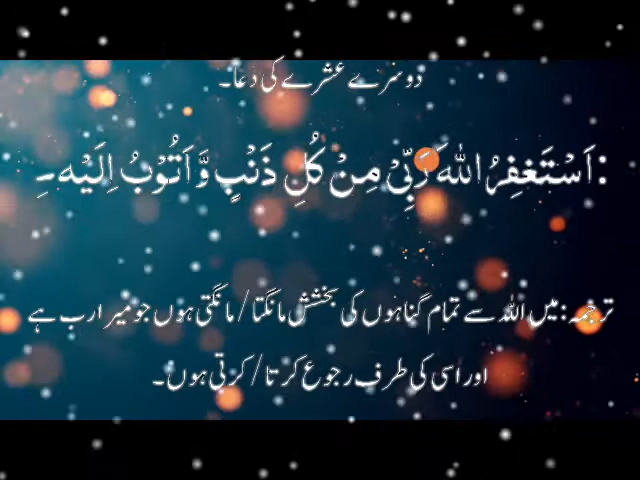 دوسرے عشرے کی دعا۔
:اَسْتَغْفِرُ اللہَ رَبِّیْ مِنْ کُلِ ذَنْبٍ وَّاَتُوْبُ اِلَیْہِ۔
ترجمہ: میں اللہ سے تمام گناہوں کی بخشش مانگتا/مانگتی ہوں جو میرا رب ہے
اور اسی کی طرف رجوع کرتا/کرتی ہوں۔